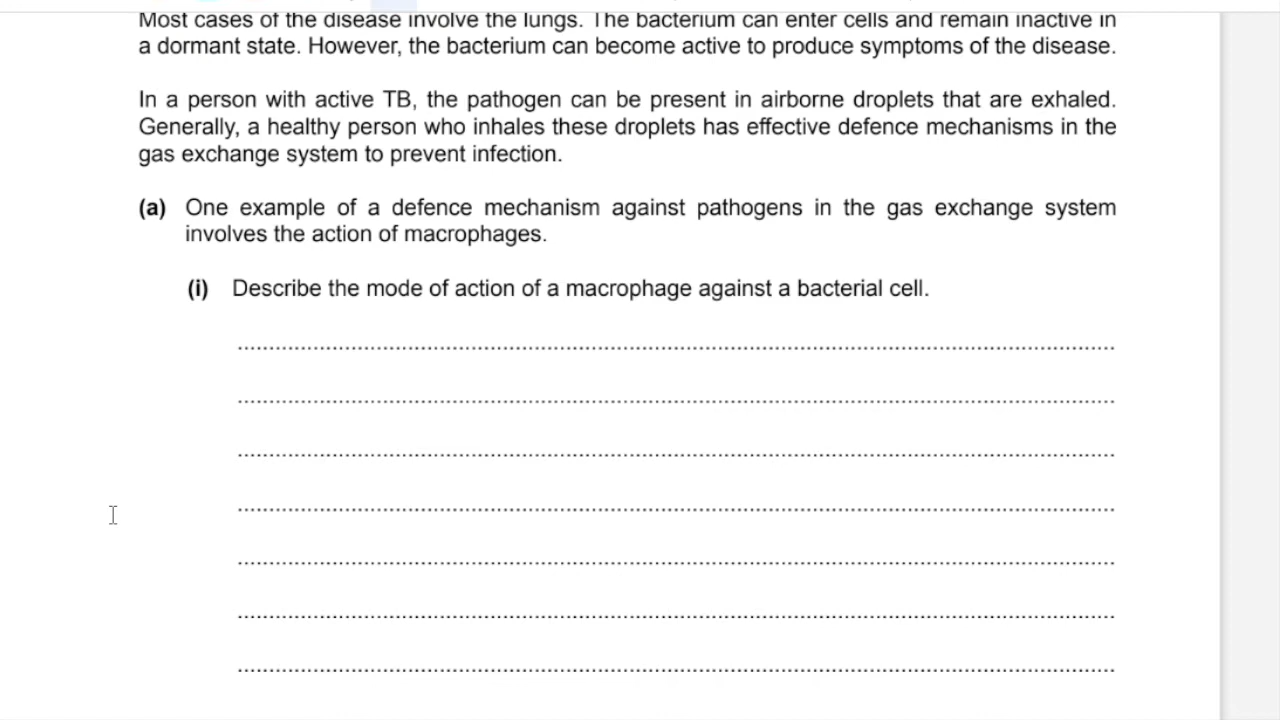 Most cases of the disease involve the lungs. The bacterium can enter cells and remain inactive in
a dormant state. However, the bacterium can become active to produce symptoms of the disease.
In a person with active TB, the pathogen can be present in airborne droplets that are exhaled.
Generally, a healthy person who inhales these droplets has effective defence mechanisms in the
gas exchange system to prevent infection.
(a) One example of a defence mechanism against pathogens in the gas exchange system
involves the action of macrophages.
(i) Describe the mode of action of a macrophage against a bacterial cell.